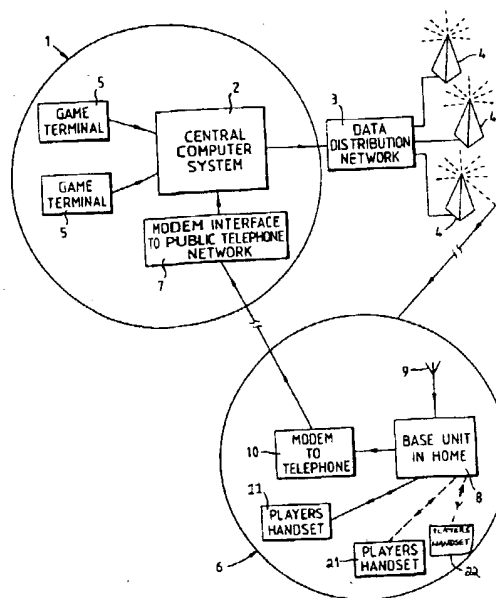 1
5
GAME
TERMINAL
5
GAME
TERMINAL
2
CENTRAL
COMPUTER
SYSTEM
MODEM INTERFACE
TO PUBLIC TELEPHONE
NETWORK
7
3
DATA
DISTRIBUTION
NETWORK
4
4
4
9
10
MODEM
TO
TELEPHONE
BASE UNIT
IN HOME
8
21
PLAYERS
HANDSET
21
PLAYERS
HANDSET
PLAYERS
HANDSET
22
6